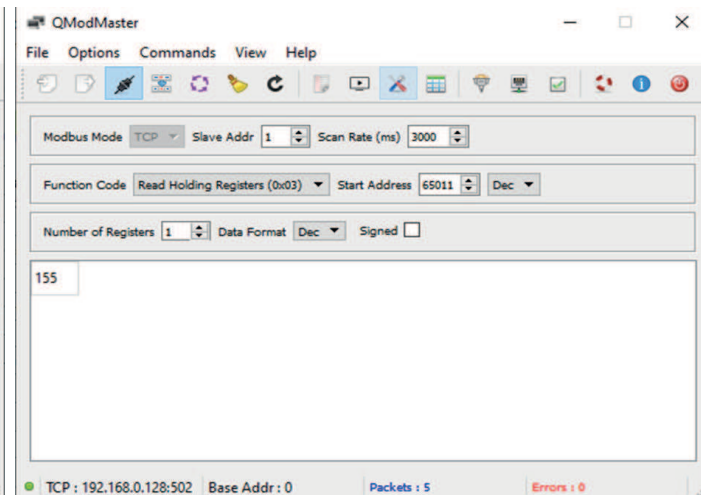 QModMaster
File Options Commands View Help
Modbus Mode TCP Slave Addr 1 Scan Rate (ms) 3000
Function Code Read Holding Registers (0x03) Start Address 65011 Dec
Number of Registers 1 Data Format Dec Signed
155
TCP : 192.168.0.128:502 Base Addr : 0 Packets : 5 Errors : 0